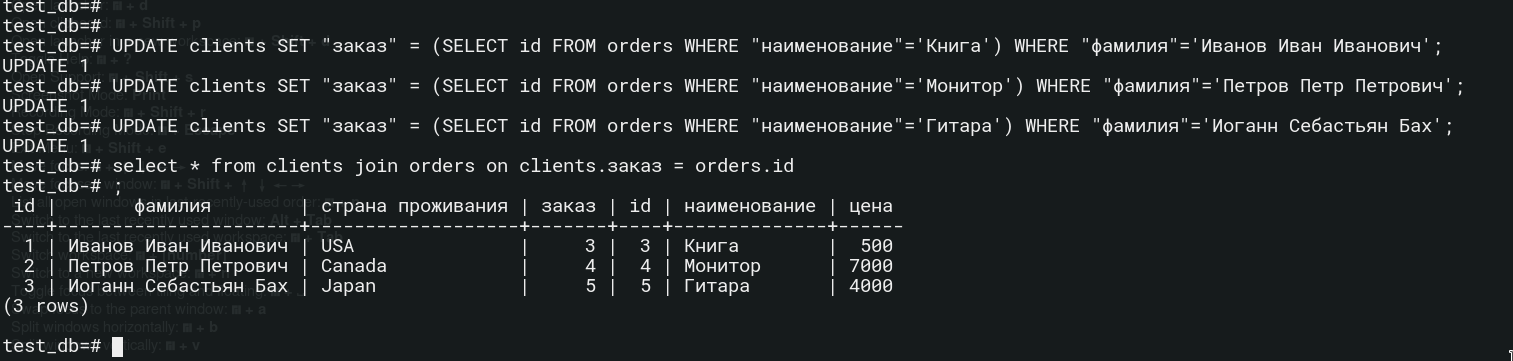 test_db=#
test_db=#
test_db=# UPDATE clients SET "заказ" = (SELECT id FROM orders WHERE "наименование"='Книга') WHERE "фамилия"='Иванов Иван Иванович';
UPDATE 1
test_db=# UPDATE clients SET "заказ" = (SELECT id FROM orders WHERE "наименование"='Монитор') WHERE "фамилия"='Петров Петр Петрович';
UPDATE 1
test_db=# UPDATE clients SET "заказ" = (SELECT id FROM orders WHERE "наименование"='Гитара') WHERE "фамилия"='Иоганн Себастьян Бах';
UPDATE 1
test_db=# select * from clients join orders on clients.заказ = orders.id
test_db-# ;
 id |       фамилия        | страна проживания | заказ | id | наименование | цена
----+----------------------+-------------------+-------+----+--------------+------
  1 | Иванов Иван Иванович | USA               |     3 |  3 | Книга        |  500
  2 | Петров Петр Петрович | Canada            |     4 |  4 | Монитор      | 7000
  3 | Иоганн Себастьян Бах | Japan             |     5 |  5 | Гитара       | 4000
(3 rows)
test_db=#